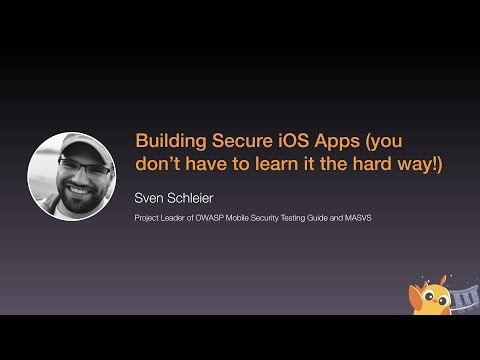 Building Secure iOS Apps (you
don’t have to learn it the hard way!)
Sven Schleier
Project Leader of OWASP Mobile Security Testing Guide and MASVS